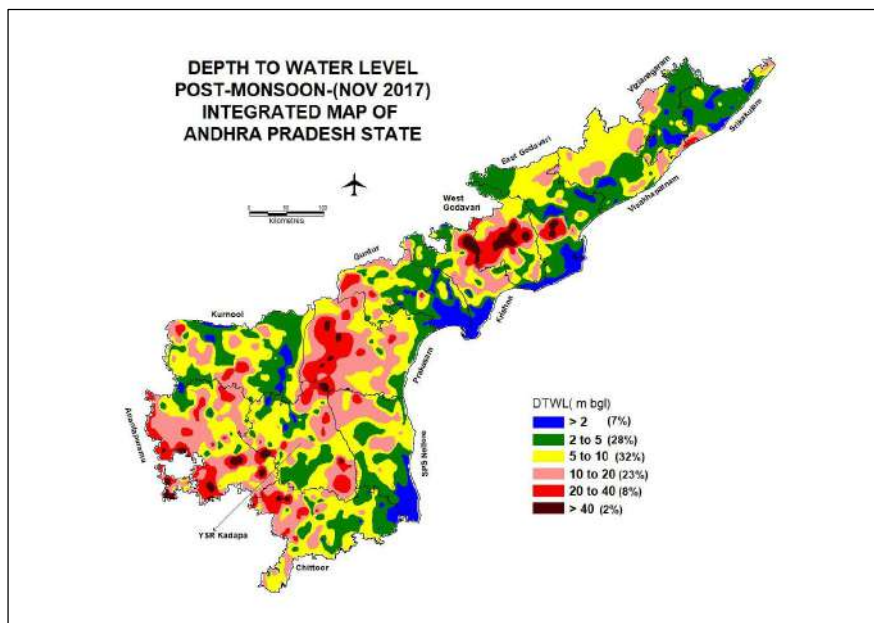 DEPTH TO WATER LEVEL
POST-MONSOON-(NOV 2017)
INTEGRATED MAP OF
ANDHRA PRADESH STATE
Vizianagaram
Srikakulam
East Godavari
Visakhapatnam
West
Godavari
kilometres
Guntur
Krishna
Kurnool
Prakasam
Anantapuramu
SPS Nellore
YSR Kadapa
Chittoor
DTWL( m bgl)
> 2 (7%)
2 to 5 (28%)
5 to 10 (32%)
10 to 20 (23%)
20 to 40 (8%)
> 40 (2%)